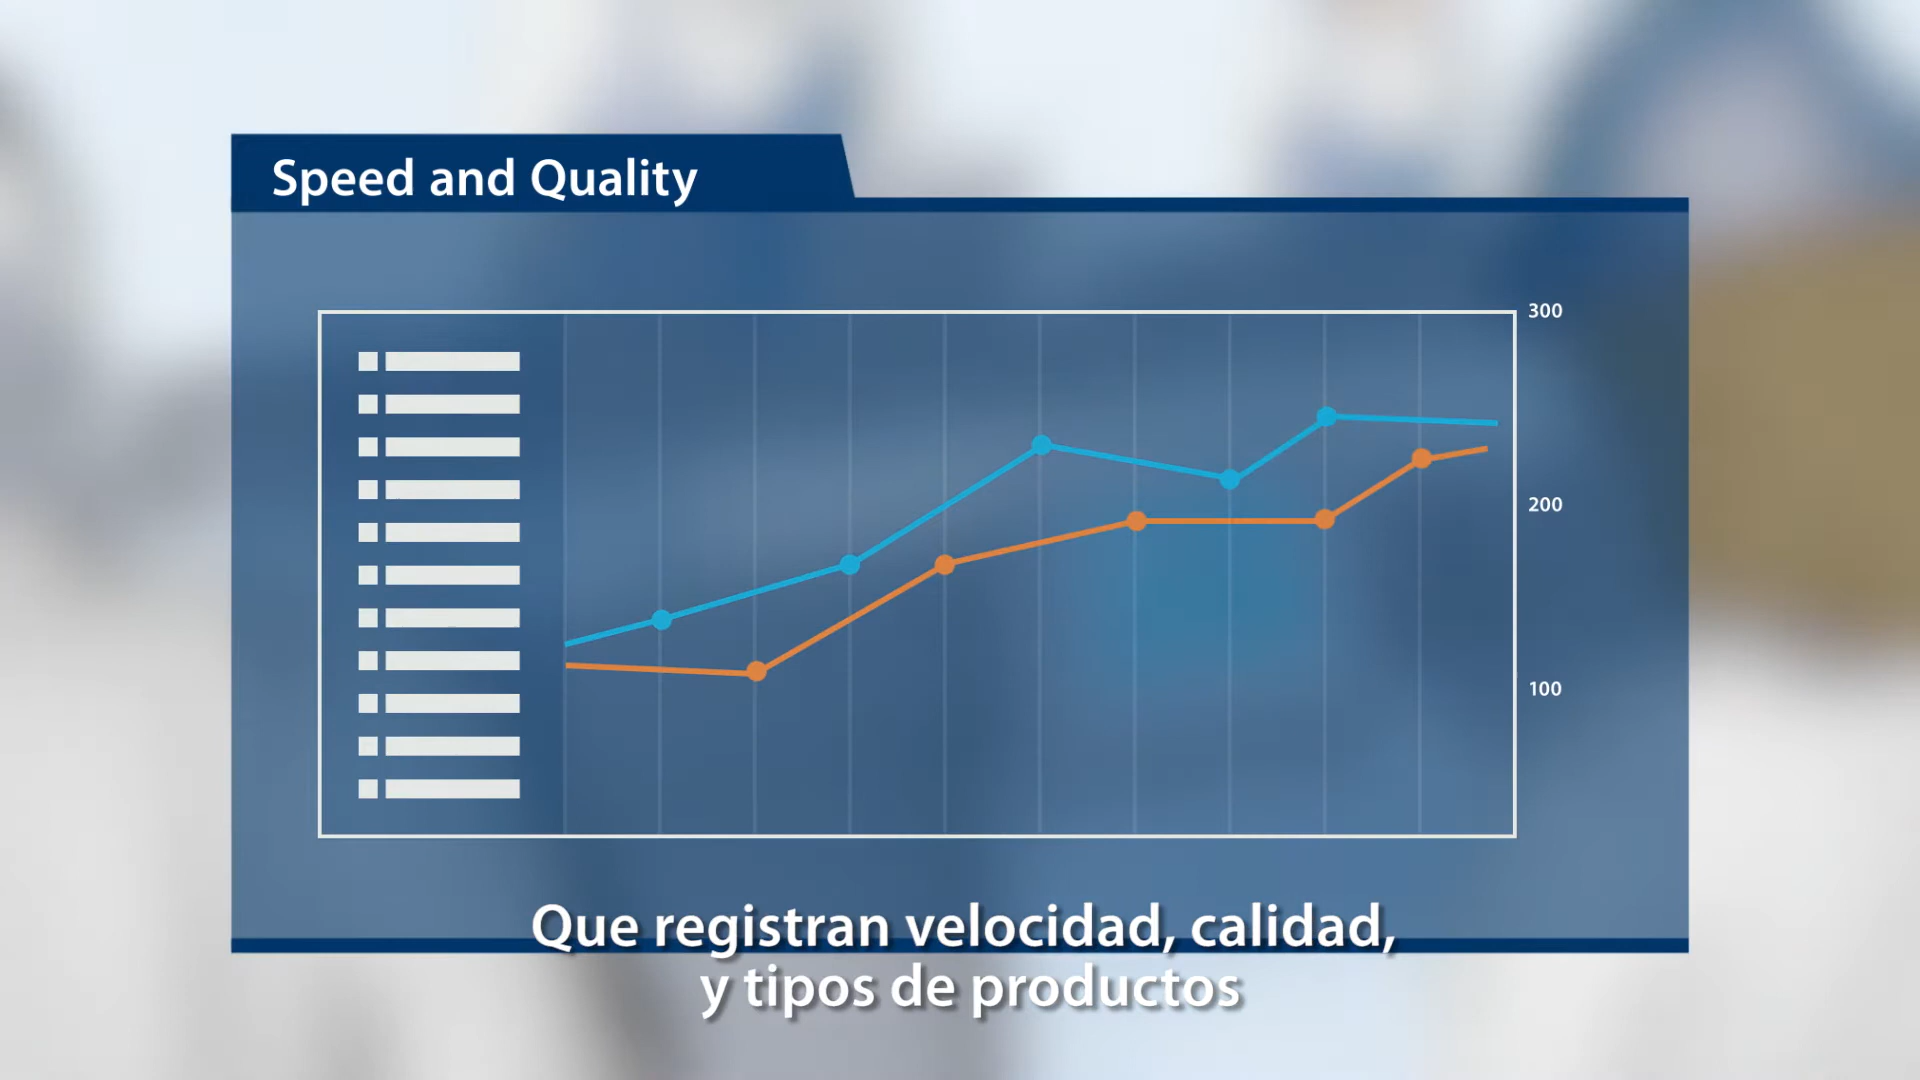 Speed and Quality
300
200
100
Que registran velocidad, calidad,
y tipos de productos